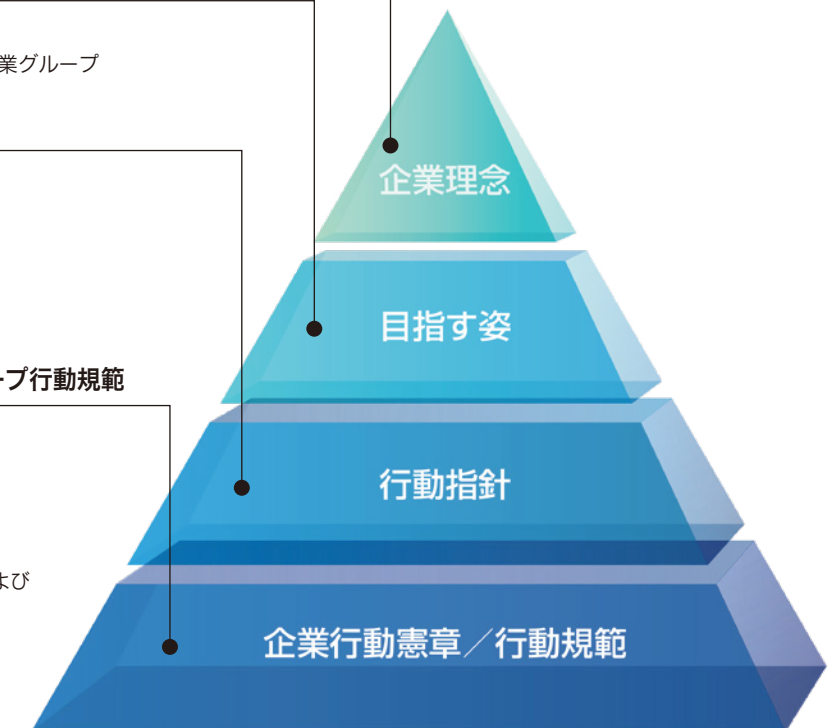 業グループ
企業理念
目指す姿
ープ行動規範
行動指針
よび
企業行動憲章／行動規範